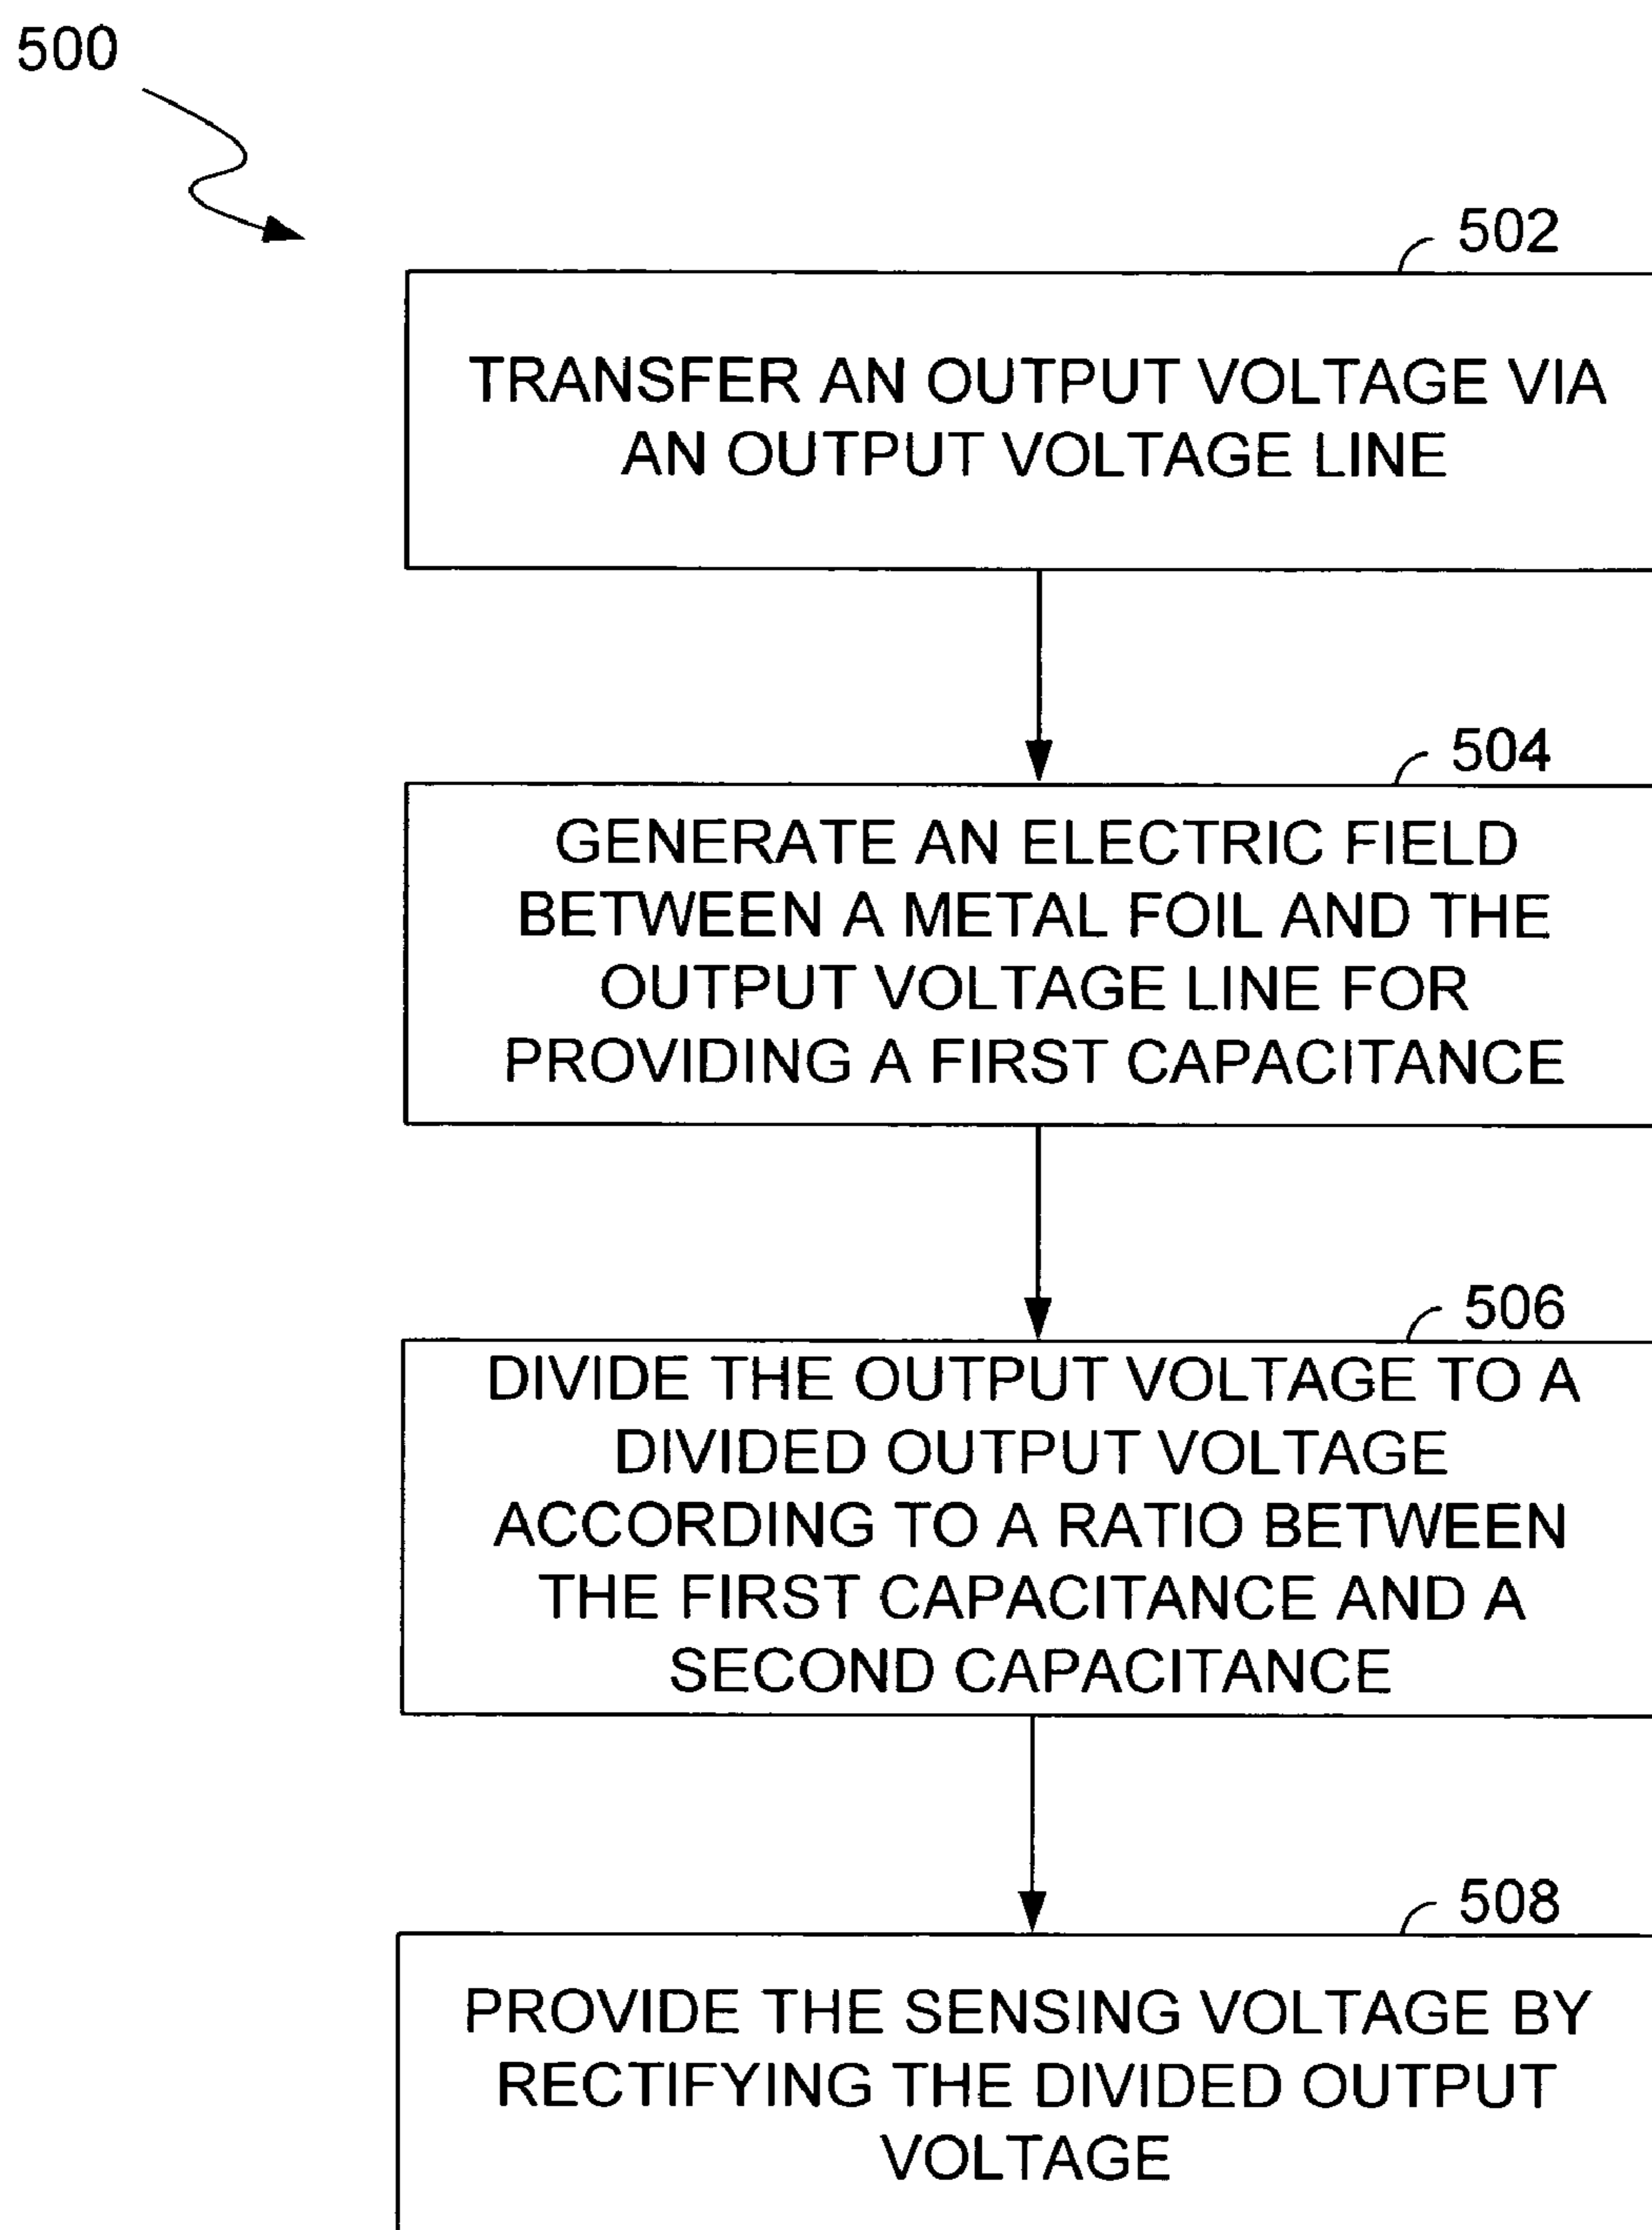 500
502
TRANSFER AN OUTPUT VOLTAGE VIA
AN OUTPUT VOLTAGE LINE
504
GENERATE AN ELECTRIC FIELD
BETWEEN A METAL FOIL AND THE
OUTPUT VOLTAGE LINE FOR
PROVIDING A FIRST CAPACITANCE
506
DIVIDE THE OUTPUT VOLTAGE TO A
DIVIDED OUTPUT VOLTAGE
ACCORDING TO A RATIO BETWEEN
THE FIRST CAPACITANCE AND A
SECOND CAPACITANCE
508
PROVIDE THE SENSING VOLTAGE BY
RECTIFYING THE DIVIDED OUTPUT
VOLTAGE